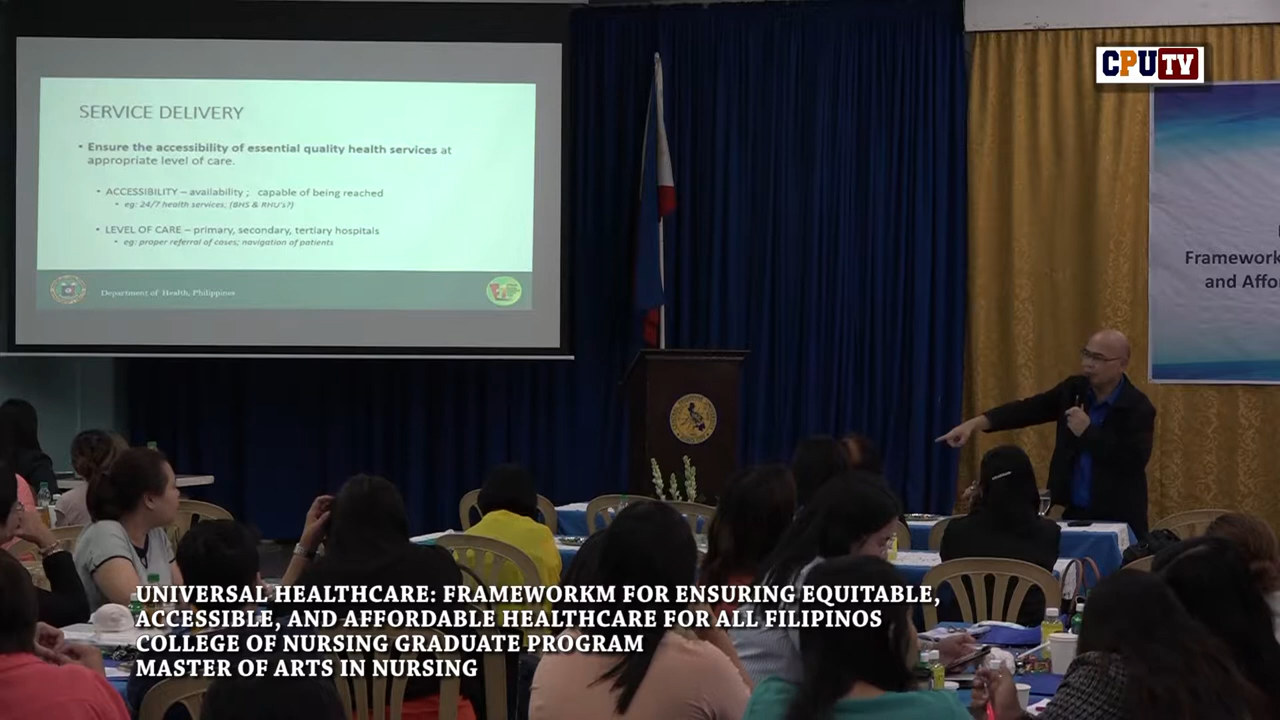 CPUTV
SERVICE DELIVERY
• Ensure the accessibility of essential quality health services at
appropriate level of care.
• ACCESSIBILITY – availability ; capable of being reached
• eg: 24/7 health services; (BHS & RHU's?)
• LEVEL OF CARE – primary, secondary, tertiary hospitals
• eg: proper referral of cases; navigation of patients
Department of Health, Philippines
Framework
and Affo
UNIVERSAL HEALTHCARE: FRAMEWORKM FOR ENSURING EQUITABLE,
ACCESSIBLE, AND AFFORDABLE HEALTHCARE FOR ALL FILIPINOS
COLLEGE OF NURSING GRADUATE PROGRAM
MASTER OF ARTS IN NURSING